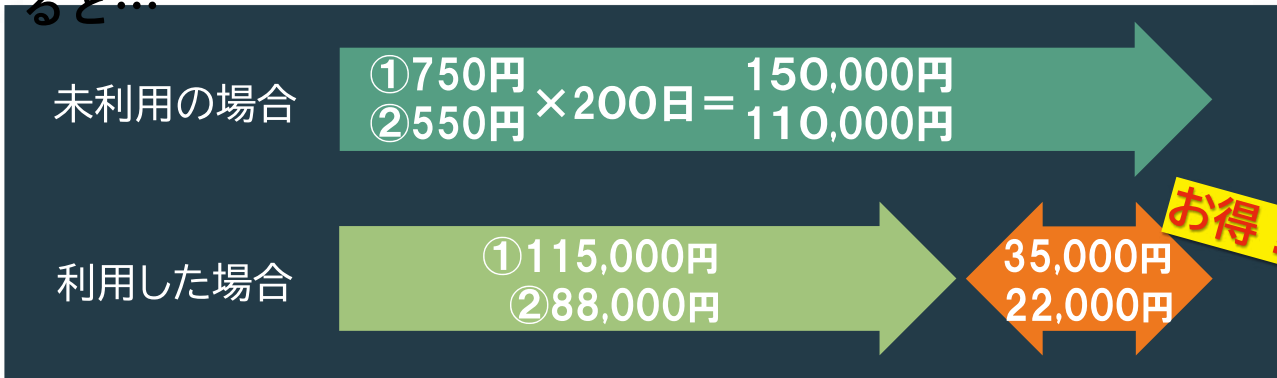 ると…
未利用の場合
①750円
②550円
×200日＝
150,000円
110,000円
お得
利用した場合
①115,000円
②88,000円
35,000円
22,000円